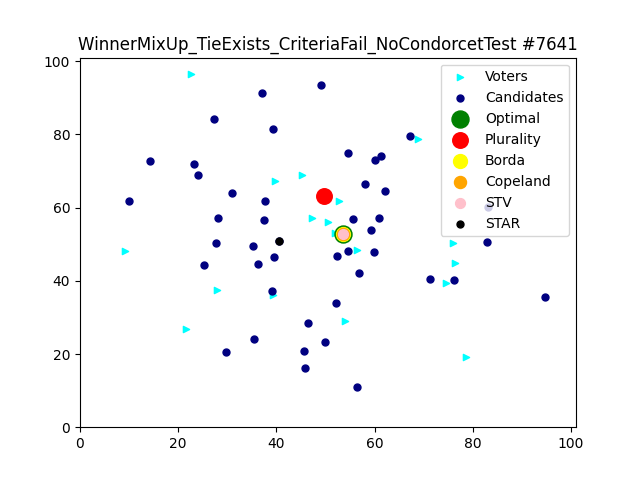 WinnerMixUp_TieExists_CriteriaFail_NoCondorcetTest #7641
100
80
60
40
20
0
0 20 40 60 80 100
Voters
Candidates
Optimal
Plurality
Borda
Copeland
STV
STAR